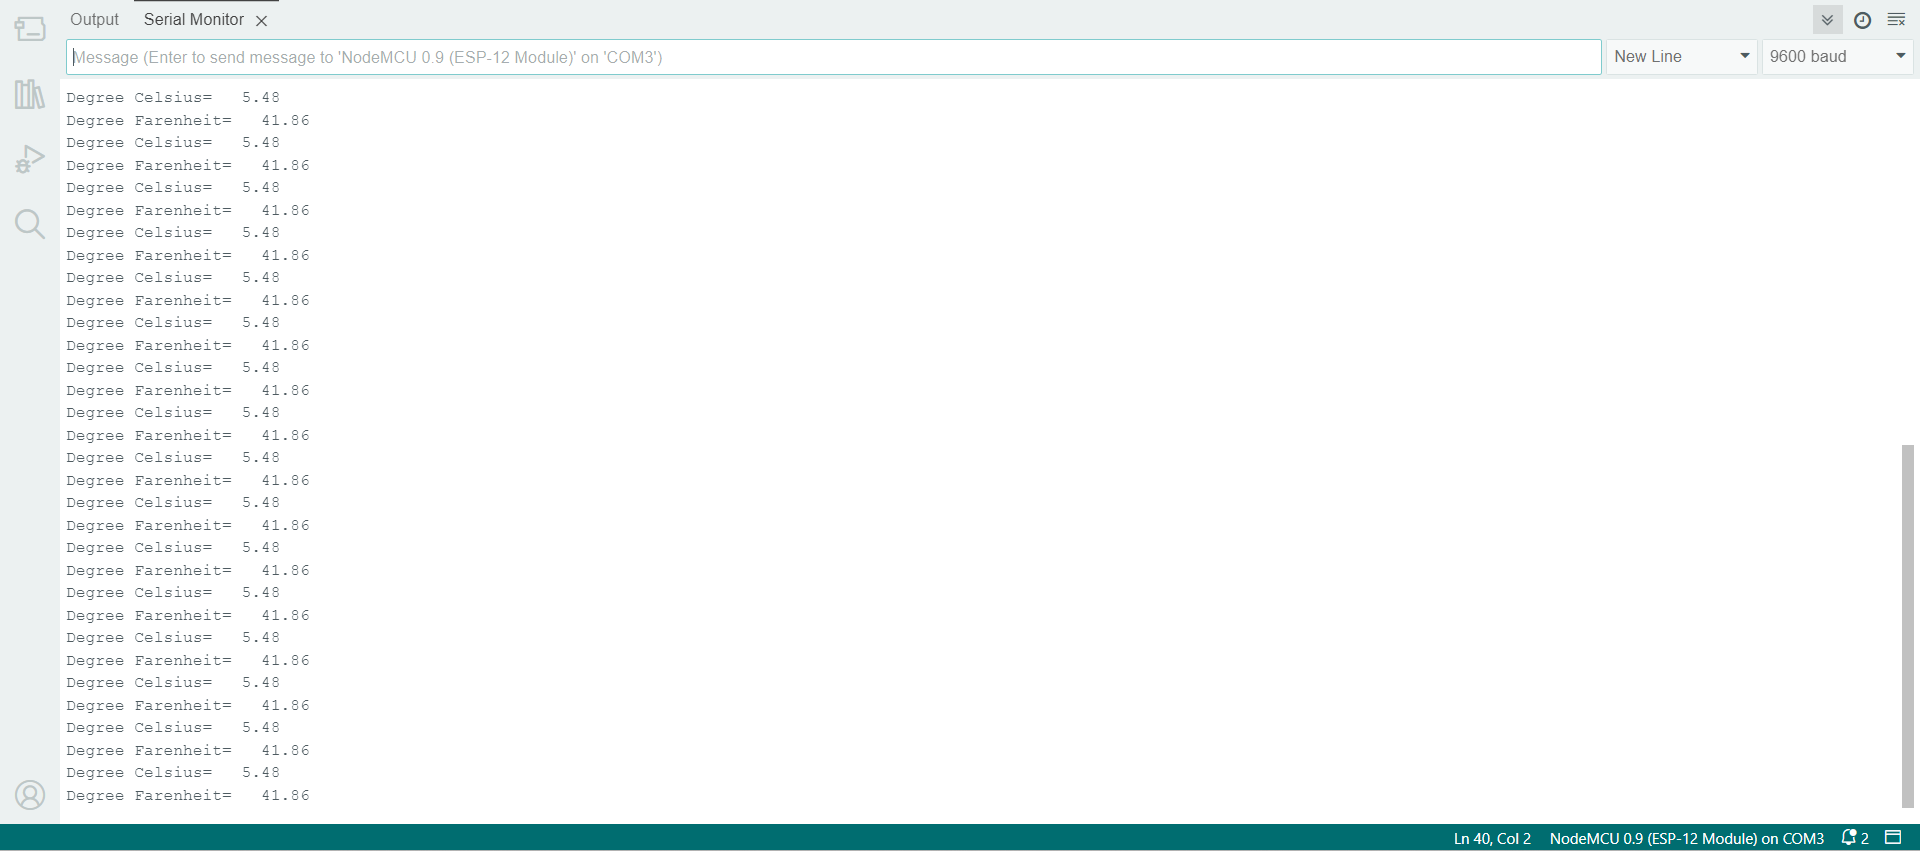 Output Serial Monitor
Message (Enter to send message to 'NodeMCU 0.9 (ESP-12 Module)' on 'COM3') New Line 9600 baud
Degree Celsius=   5.48
Degree Farenheit=   41.86
Degree Celsius=   5.48
Degree Farenheit=   41.86
Degree Celsius=   5.48
Degree Farenheit=   41.86
Degree Celsius=   5.48
Degree Farenheit=   41.86
Degree Celsius=   5.48
Degree Farenheit=   41.86
Degree Celsius=   5.48
Degree Farenheit=   41.86
Degree Celsius=   5.48
Degree Farenheit=   41.86
Degree Celsius=   5.48
Degree Farenheit=   41.86
Degree Celsius=   5.48
Degree Farenheit=   41.86
Degree Celsius=   5.48
Degree Farenheit=   41.86
Degree Celsius=   5.48
Degree Farenheit=   41.86
Degree Celsius=   5.48
Degree Farenheit=   41.86
Degree Celsius=   5.48
Degree Farenheit=   41.86
Degree Celsius=   5.48
Degree Farenheit=   41.86
Degree Celsius=   5.48
Degree Farenheit=   41.86
Degree Celsius=   5.48
Degree Farenheit=   41.86
Ln 40, Col 2 NodeMCU 0.9 (ESP-12 Module) on COM3 2